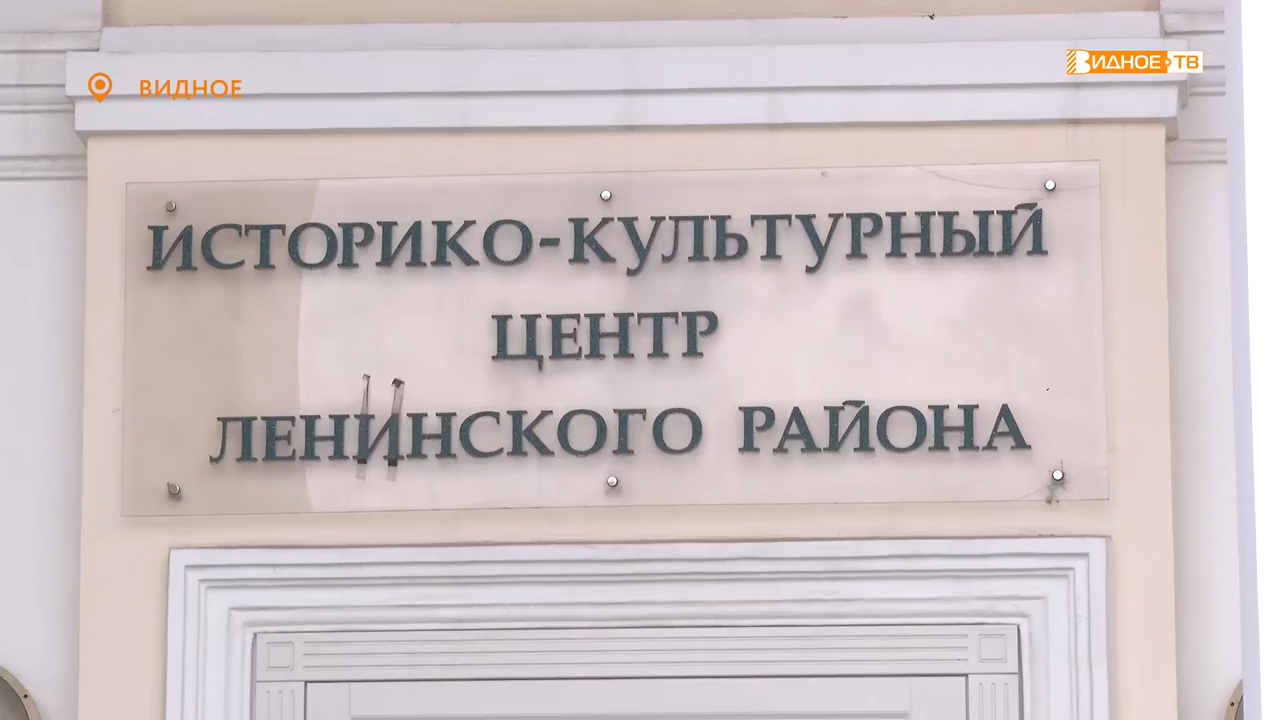 ВИДНОЕ
ВИДНОЕ ТВ
ИСТОРИКО-КУЛЬТУРНЫЙ
ЦЕНТР
ЛЕНИНСКОГО РАЙОНА